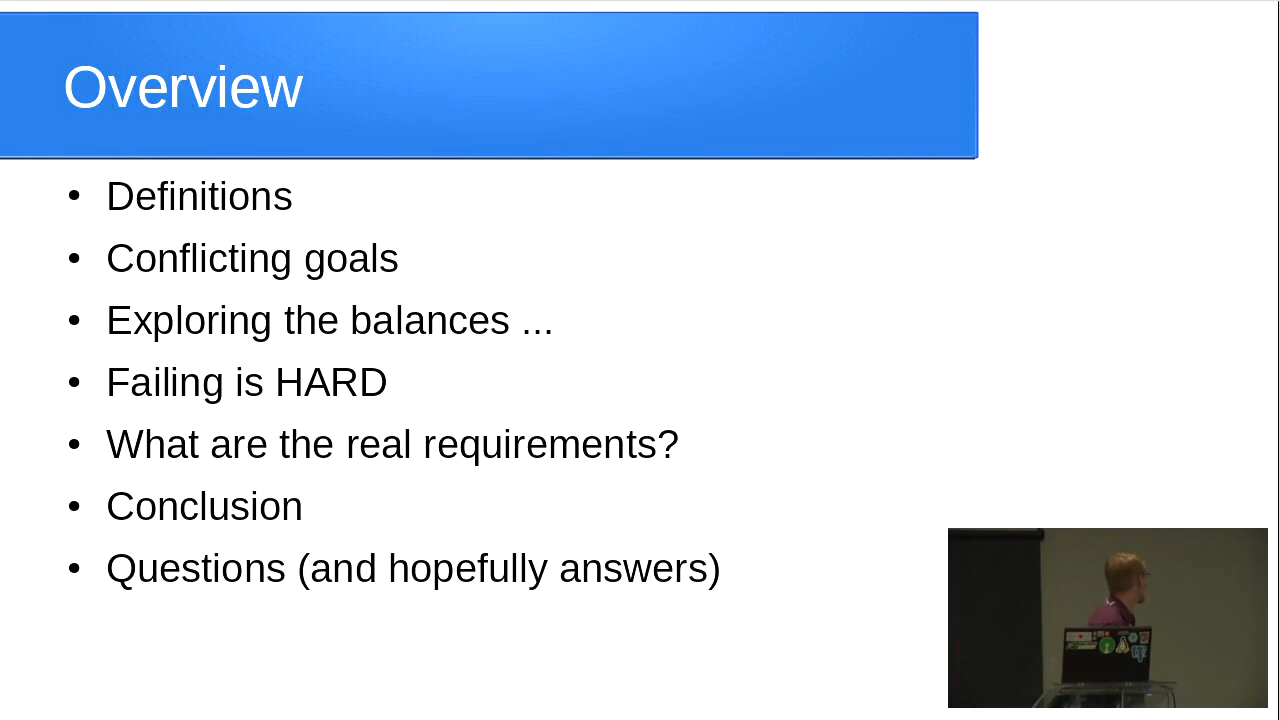 Overview
• Definitions
• Conflicting goals
• Exploring the balances ...
• Failing is HARD
• What are the real requirements?
• Conclusion
• Questions (and hopefully answers)